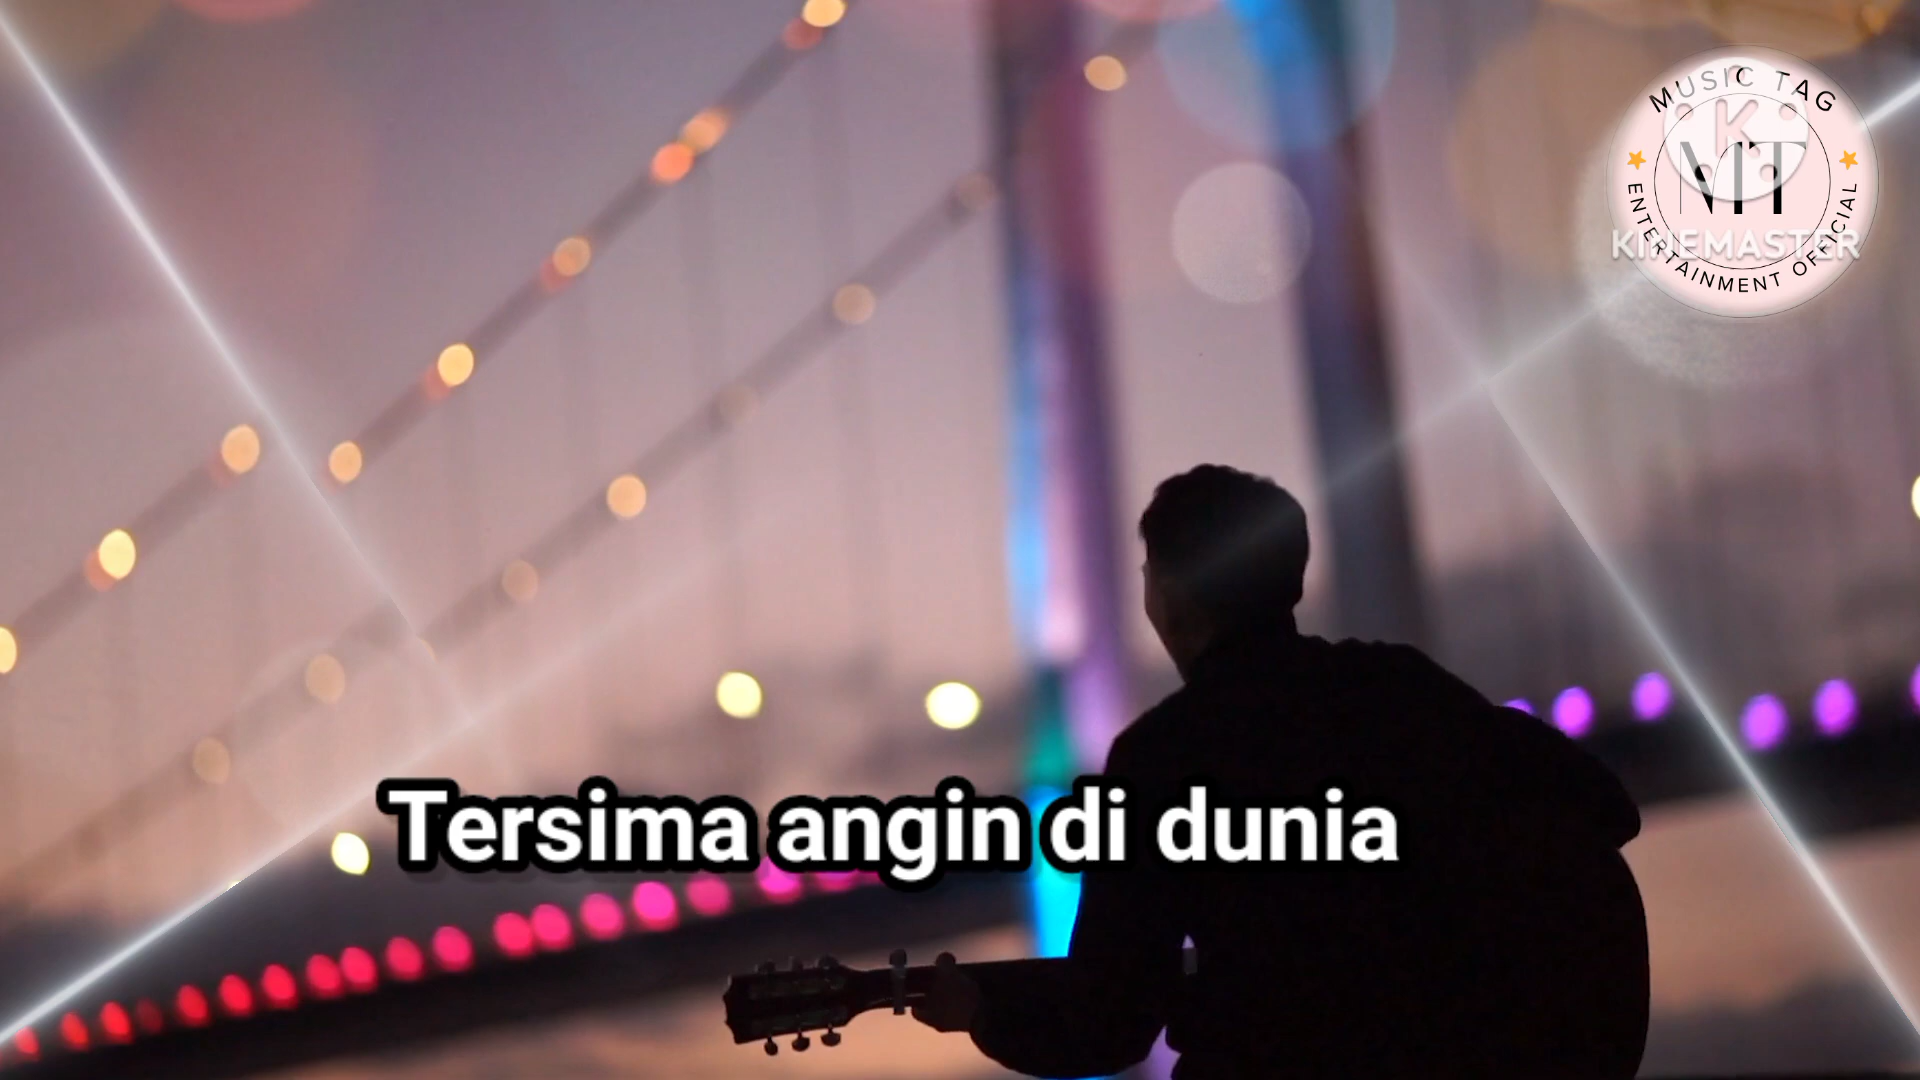 MUSIC TAG
K
MT
KINEMASTER
ENTERTAINMENT OFFICIAL
Tersima angin di dunia